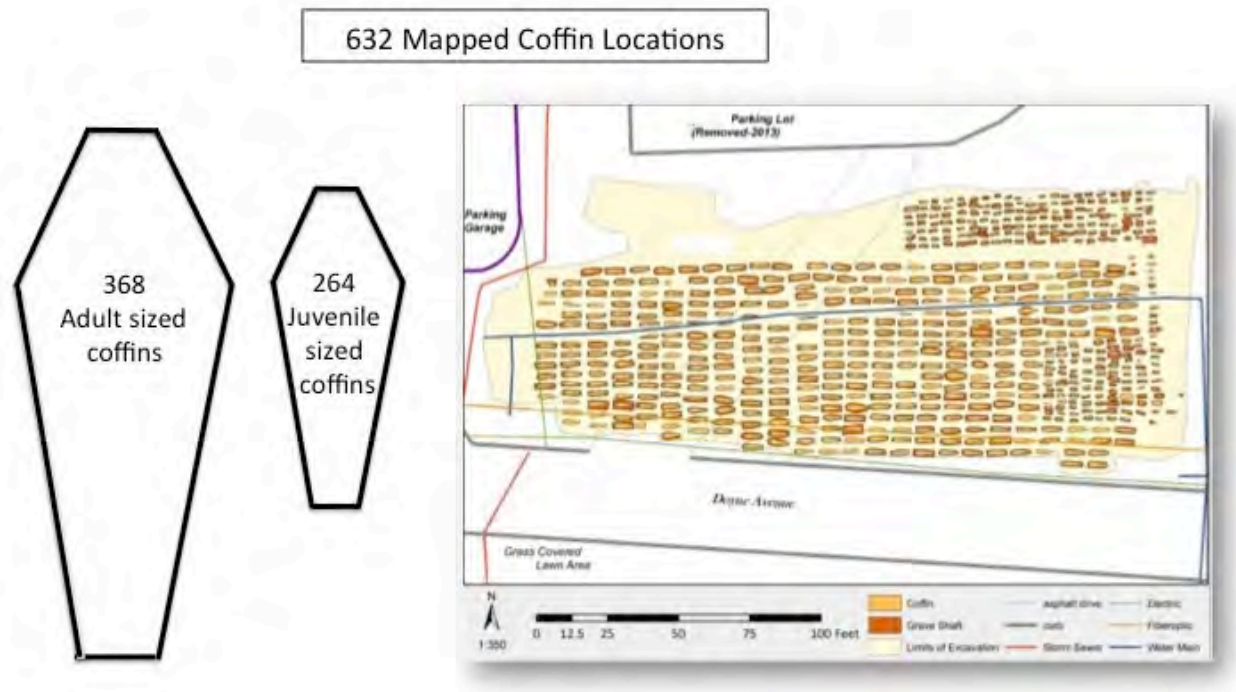 632 Mapped Coffin Locations
368
Adult sized
coffins
264
Juvenile
sized
coffins
Parking Lot
(Removed-2013)
Parking
Garage
Doyne Avenue
Grass Covered
Lawn Area
N
1:350
0 12.5 25 50 75 100 Feet
Coffin
Grave Shaft
Limits of Excavation
asphalt drive
curb
Storm Sewer
Electric
Fiberoptic
Water Main